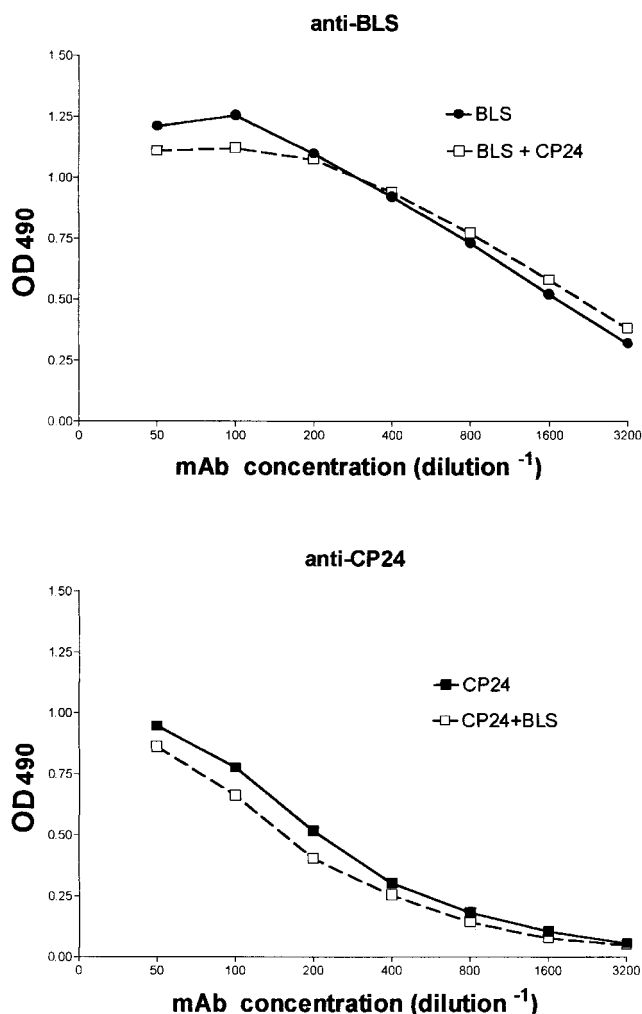 anti-BLS
1.50
1.25
1.00
0.75
0.50
0.25
0.00
OD 490
BLS
BLS + CP24
0 50 100 200 400 800 1600 3200
mAb concentration (dilution -1)
anti-CP24
1.50
1.25
1.00
0.75
0.50
0.25
0.00
OD 490
CP24
CP24+BLS
0 50 100 200 400 800 1600 3200
mAb concentration (dilution -1)